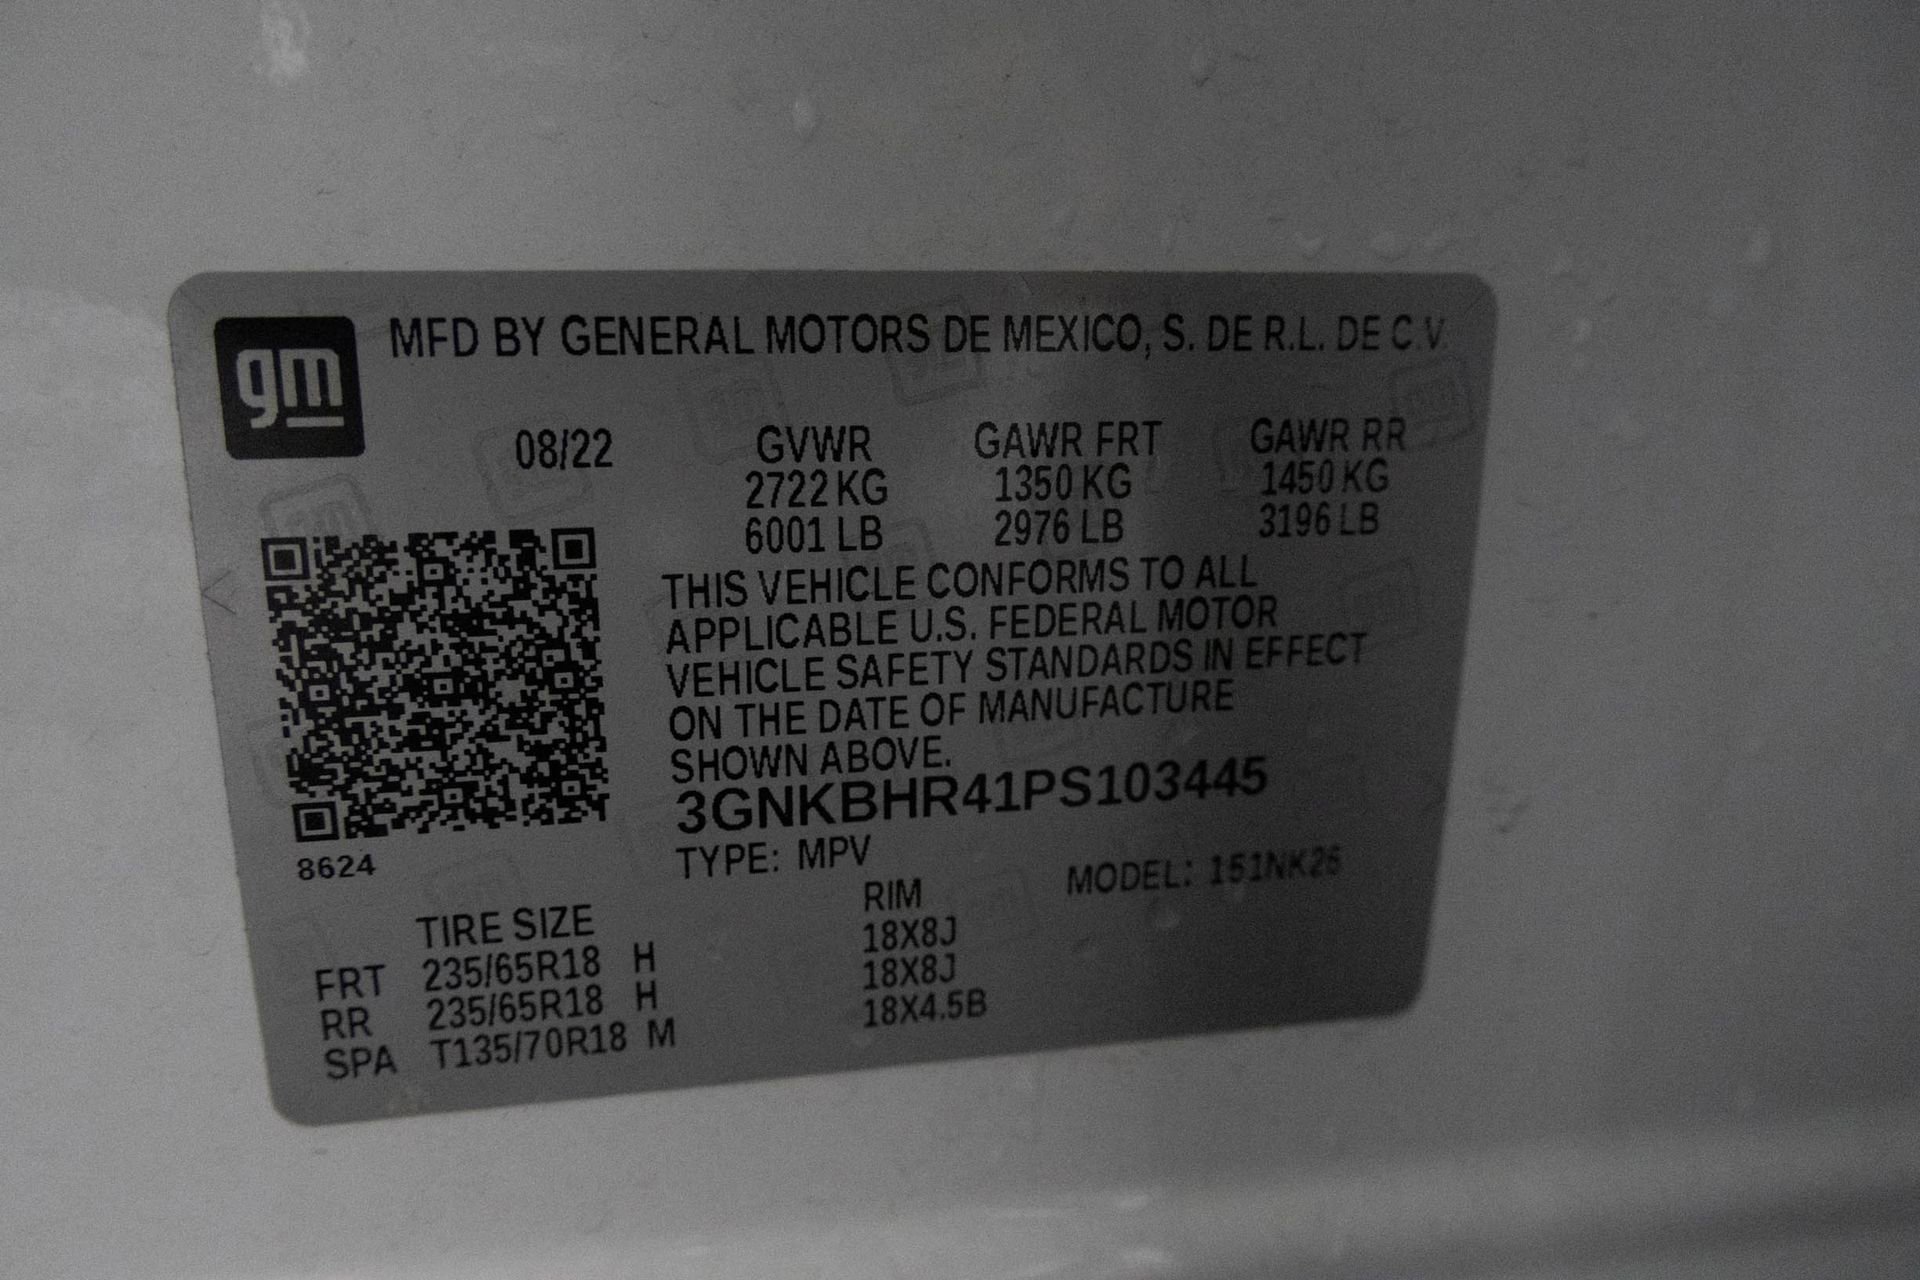 gm
MFD BY GENERAL MOTORS DE MEXICO, S. DE R.L. DE C.V.
08/22 GVWR GAWR FRT GAWR RR
2722 KG 1350 KG 1450 KG
6001 LB 2976 LB 3196 LB
THIS VEHICLE CONFORMS TO ALL
APPLICABLE U.S. FEDERAL MOTOR
VEHICLE SAFETY STANDARDS IN EFFECT
ON THE DATE OF MANUFACTURE
SHOWN ABOVE.
3GNKBHR41PS103445
8624
TYPE: MPV MODEL: 151NK26
TIRE SIZE RIM
FRT 235/65R18 H 18X8J
RR 235/65R18 H 18X8J
SPA T135/70R18 M 18X4.5B